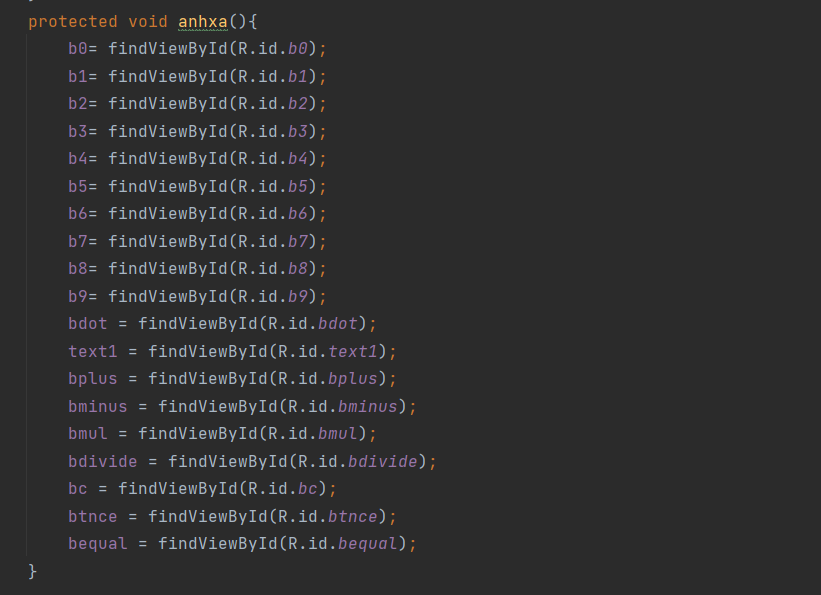 protected void anhxa(){
b0= findViewById(R.id.b0);
b1= findViewById(R.id.b1);
b2= findViewById(R.id.b2);
b3= findViewById(R.id.b3);
b4= findViewById(R.id.b4);
b5= findViewById(R.id.b5);
b6= findViewById(R.id.b6);
b7= findViewById(R.id.b7);
b8= findViewById(R.id.b8);
b9= findViewById(R.id.b9);
bdot = findViewById(R.id.bdot);
text1 = findViewById(R.id.text1);
bplus = findViewById(R.id.bplus);
bminus = findViewById(R.id.bminus);
bmul = findViewById(R.id.bmul);
bdivide = findViewById(R.id.bdivide);
bc = findViewById(R.id.bc);
btnce = findViewById(R.id.btnce);
bequal = findViewById(R.id.bequal);
}